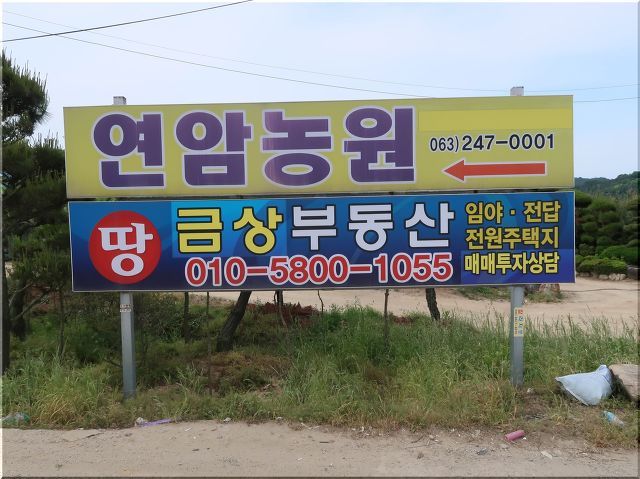 연암농원
063)247-0001
땅
금상부동산
010-5800-1055
임야·전답
전원주택지
매매투자상담